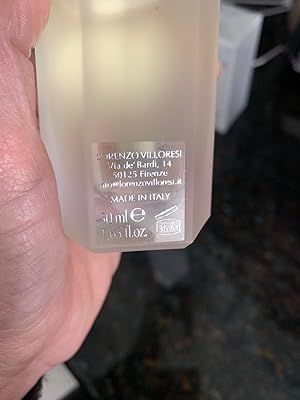 LORENZO VILLORESI
Via de' Bardi, 14
50125 Firenze
info@lorenzovilloresi.it
MADE IN ITALY
50 ml e
1.65 fl.oz. 36M